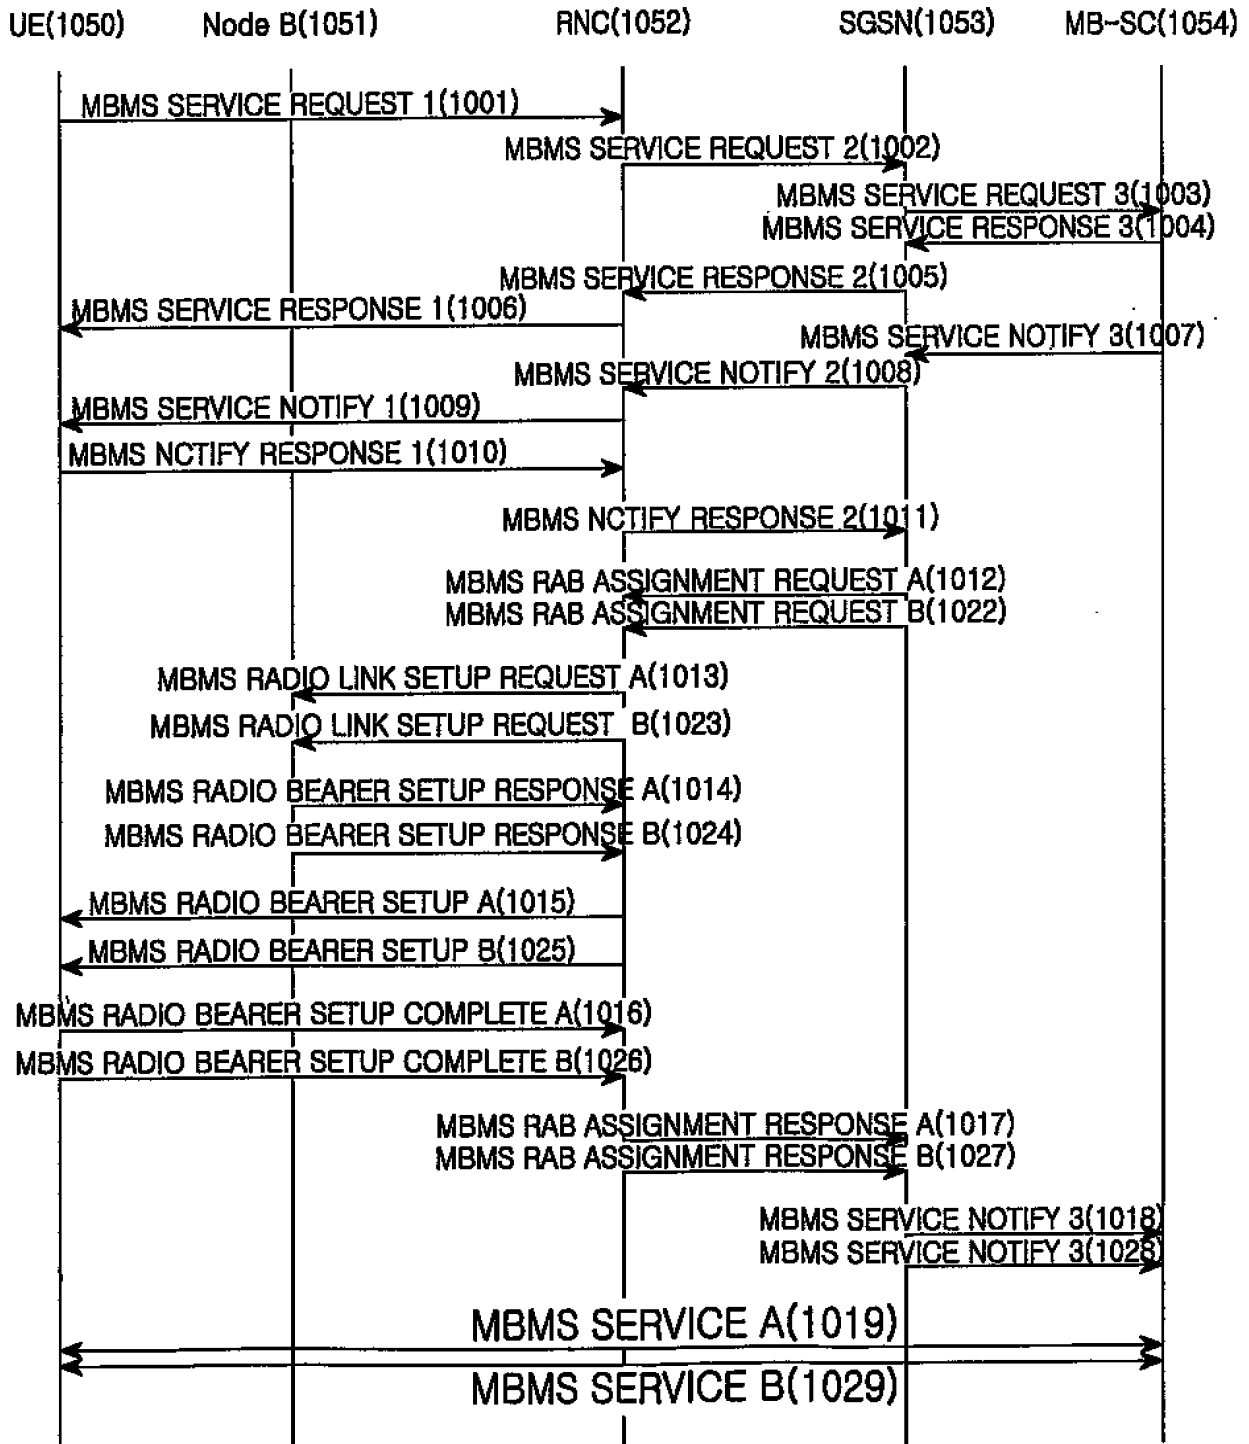 UE(1050) Node B(1051) RNC(1052) SGSN(1053) MB-SC(1054)
MBMS SERVICE REQUEST 1(1001)
MBMS SERVICE REQUEST 2(1002)
MBMS SERVICE REQUEST 3(1003)
MBMS SERVICE RESPONSE 3(1004)
MBMS SERVICE RESPONSE 2(1005)
MBMS SERVICE RESPONSE 1(1006)
MBMS SERVICE NOTIFY 3(1007)
MBMS SERVICE NOTIFY 2(1008)
MBMS SERVICE NOTIFY 1(1009)
MBMS NCTIFY RESPONSE 1(1010)
MBMS NCTIFY RESPONSE 2(1011)
MBMS RAB ASSIGNMENT REQUEST A(1012)
MBMS RAB ASSIGNMENT REQUEST B(1022)
MBMS RADIO LINK SETUP REQUEST A(1013)
MBMS RADIO LINK SETUP REQUEST B(1023)
MBMS RADIO BEARER SETUP RESPONSE A(1014)
MBMS RADIO BEARER SETUP RESPONSE B(1024)
MBMS RADIO BEARER SETUP A(1015)
MBMS RADIO BEARER SETUP B(1025)
MBMS RADIO BEARER SETUP COMPLETE A(1016)
MBMS RADIO BEARER SETUP COMPLETE B(1026)
MBMS RAB ASSIGNMENT RESPONSE A(1017)
MBMS RAB ASSIGNMENT RESPONSE B(1027)
MBMS SERVICE NOTIFY 3(1018)
MBMS SERVICE NOTIFY 3(1028)
MBMS SERVICE A(1019)
MBMS SERVICE B(1029)